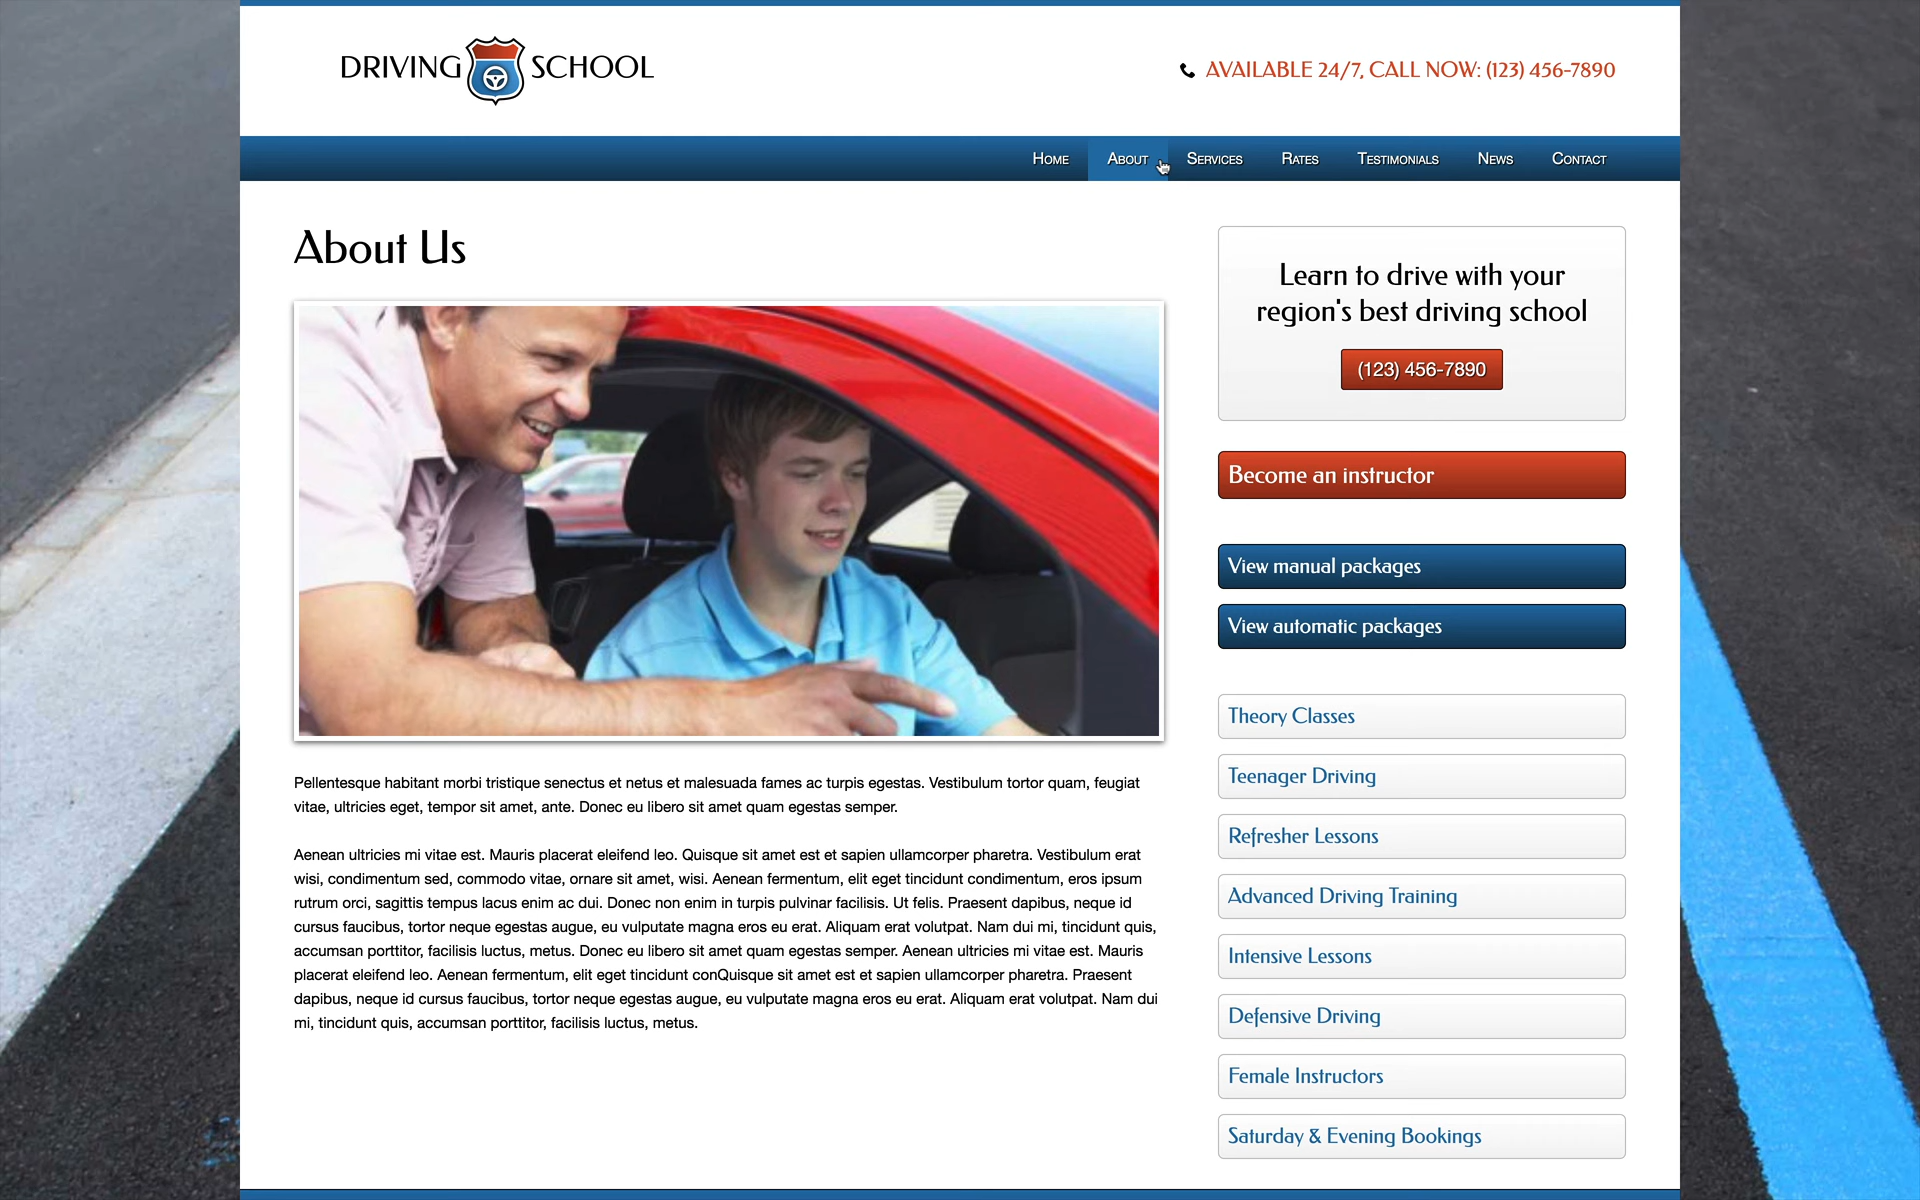 DRIVING SCHOOL
AVAILABLE 24/7, CALL NOW: (123) 456-7890
Home About Services Rates Testimonials News Contact
About Us
Pellentesque habitant morbi tristique senectus et netus et malesuada fames ac turpis egestas. Vestibulum tortor quam, feugiat
vitae, ultricies eget, tempor sit amet, ante. Donec eu libero sit amet quam egestas semper.
Aenean ultricies mi vitae est. Mauris placerat eleifend leo. Quisque sit amet est et sapien ullamcorper pharetra. Vestibulum erat
wisi, condimentum sed, commodo vitae, ornare sit amet, wisi. Aenean fermentum, elit eget tincidunt condimentum, eros ipsum
rutrum orci, sagittis tempus lacus enim ac dui. Donec non enim in turpis pulvinar facilisis. Ut felis. Praesent dapibus, neque id
cursus faucibus, tortor neque egestas augue, eu vulputate magna eros eu erat. Aliquam erat volutpat. Nam dui mi, tincidunt quis,
accumsan porttitor, facilisis luctus, metus. Donec eu libero sit amet quam egestas semper. Aenean ultricies mi vitae est. Mauris
placerat eleifend leo. Aenean fermentum, elit eget tincidunt conQuisque sit amet est et sapien ullamcorper pharetra. Praesent
dapibus, neque id cursus faucibus, tortor neque egestas augue, eu vulputate magna eros eu erat. Aliquam erat volutpat. Nam dui
mi, tincidunt quis, accumsan porttitor, facilisis luctus, metus.
Learn to drive with your
region's best driving school
(123) 456-7890
Become an instructor
View manual packages
View automatic packages
Theory Classes
Teenager Driving
Refresher Lessons
Advanced Driving Training
Intensive Lessons
Defensive Driving
Female Instructors
Saturday & Evening Bookings